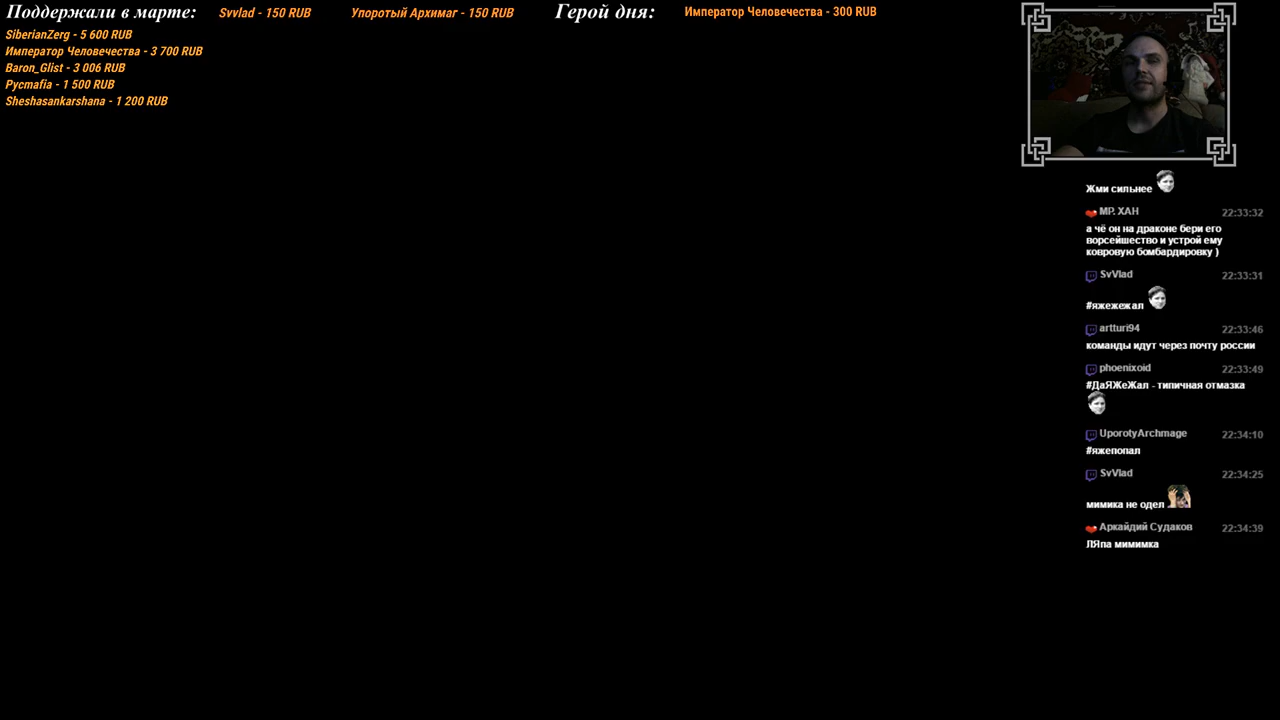 Поддержали в марте:
Svvlad - 150 RUB
Упоротый Архимаг - 150 RUB
Герой дня:
Император Человечества - 300 RUB
SiberianZerg - 5 600 RUB
Император Человечества - 3 700 RUB
Baron_Glist - 3 006 RUB
Русmafia - 1 500 RUB
Sheshasankarshana - 1 200 RUB
Жми сильнее
МР. ХАН 22:33:32
а чё он на драконе бери его
ворсейшество и устрой ему
ковровую бомбардировку )
SvVlad 22:33:31
#яжежежал
artturi94 22:33:46
команды идут через почту россии
phoenixoid 22:33:49
#ДаЯЖеЖал - типичная отмазка
UporotyArchmage 22:34:10
#яжепопал
SvVlad 22:34:25
мимика не одел
Аркайдий Судаков 22:34:39
ЛЯпа мимимка